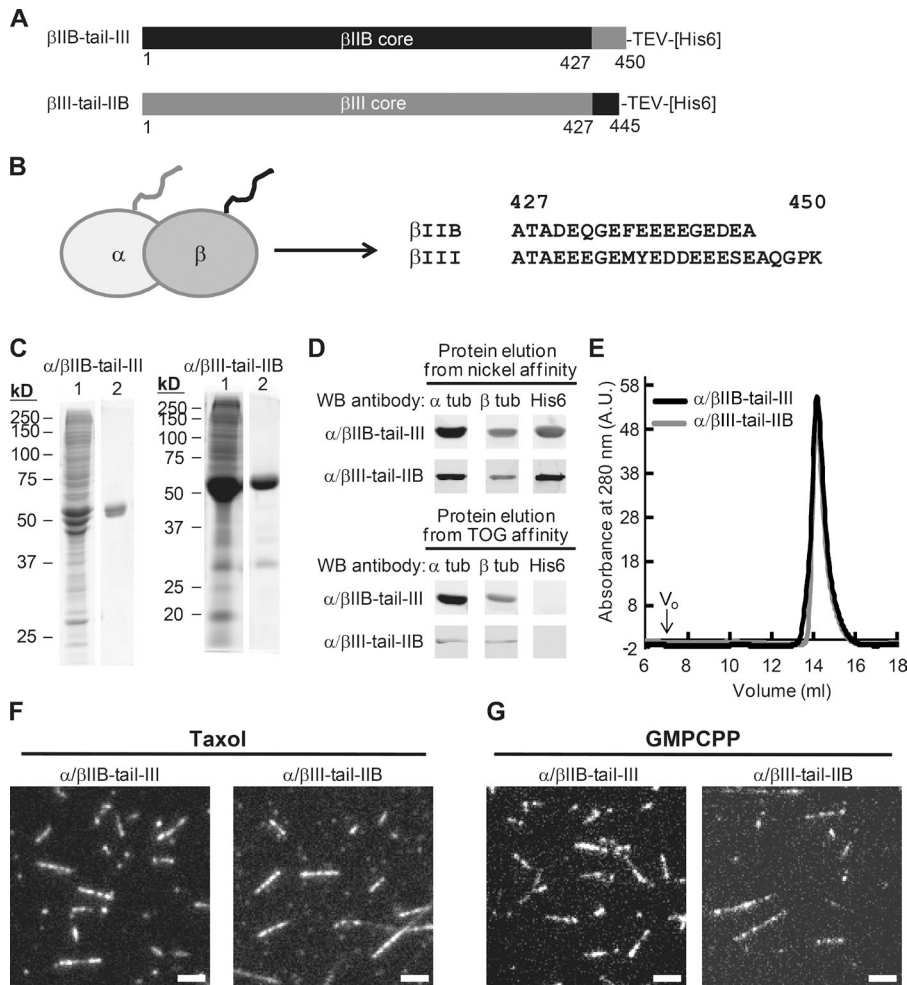 A
βIIB-tail-III βIIB core -TEV-[His6]
1 427 450
βIII-tail-IIB βIII core -TEV-[His6]
1 427 445
B
427 450
α β βIIB ATADEQGEFEEEEGEDEA
βIII ATAEEEGEMYEDDEEESEAQGPK
C
α/βIIB-tail-III
kD 1 2
250
150
100
75
50
37
25
α/βIII-tail-IIB
kD 1 2
250
150
100
75
50
37
25
20
D
Protein elution
from nickel affinity
WB antibody: α tub β tub His6
α/βIIB-tail-III
α/βIII-tail-IIB
Protein elution
from TOG affinity
WB antibody: α tub β tub His6
α/βIIB-tail-III
α/βIII-tail-IIB
E
Absorbance at 280 nm (A.U.)
58
48
38
28
18
8
-2
α/βIIB-tail-III
α/βIII-tail-IIB
Vo
6 8 10 12 14 16 18
Volume (ml)
F
Taxol
α/βIIB-tail-III α/βIII-tail-IIB
G
GMPCPP
α/βIIB-tail-III α/βIII-tail-IIB